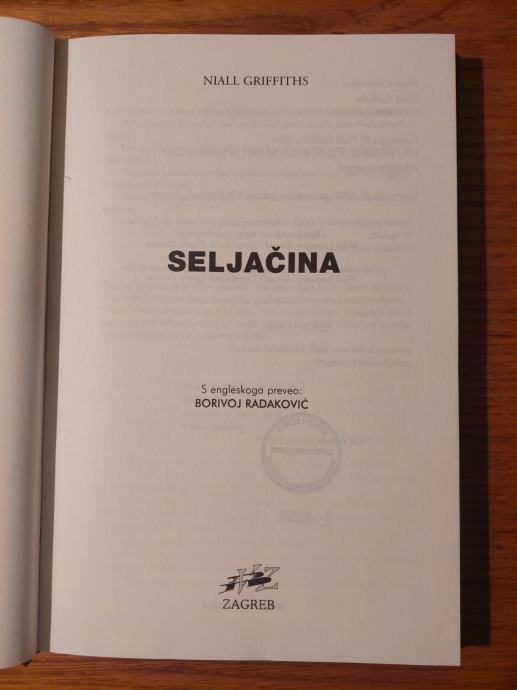 NIALL GRIFFITHS
SELJAČINA
S engleskoga preveo:
BORIVOJ RADAKOVIĆ
ZAGREB